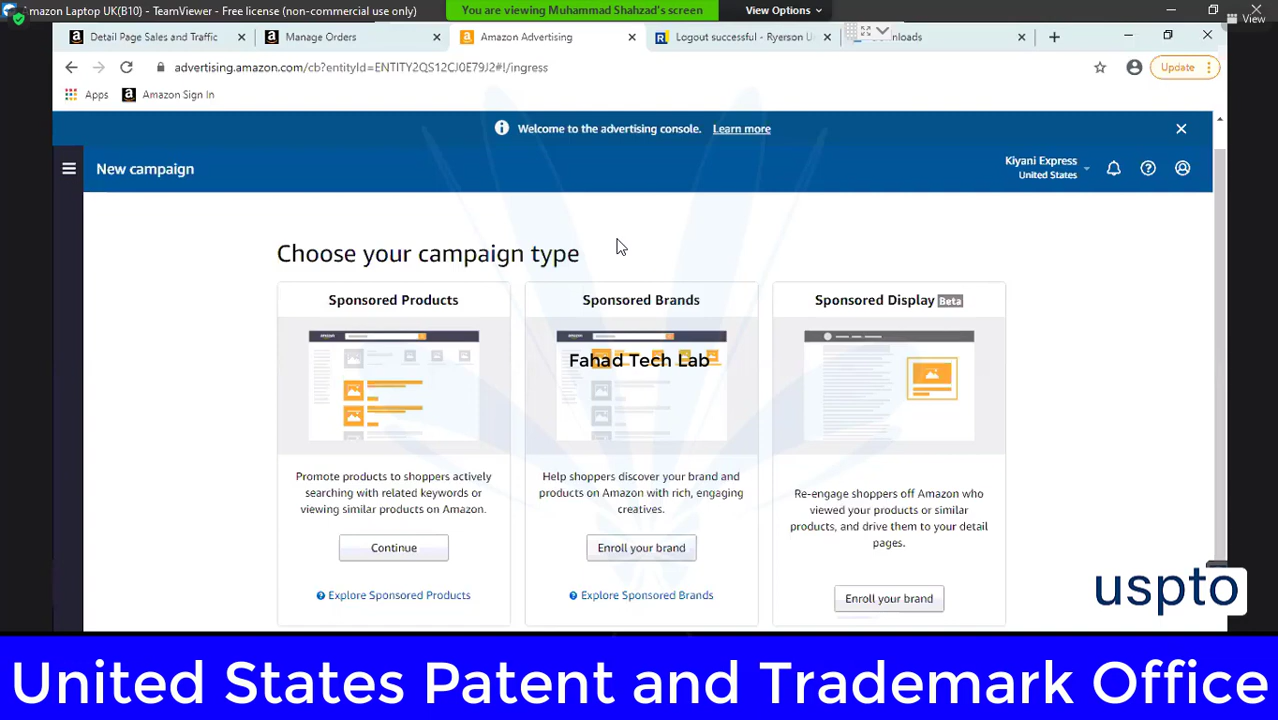 mazon Laptop UK(B10) - TeamViewer - Free license (non-commercial use only)
You are viewing Muhammad Shahzad's screen
View Options
View
Detail Page Sales and Traffic
Manage Orders
Amazon Advertising
Logout successful - Ryerson U
advertising.amazon.com/cb?entityId=ENTITY2QS12CJ0E79J2#!/ingress
Update
Apps
Amazon Sign In
Welcome to the advertising console. Learn more
New campaign
Kiyani Express
United States
Choose your campaign type
Sponsored Products
Promote products to shoppers actively
searching with related keywords or
viewing similar products on Amazon.
Continue
Explore Sponsored Products
Sponsored Brands
Fahad Tech Lab
Help shoppers discover your brand and
products on Amazon with rich, engaging
creatives.
Enroll your brand
Explore Sponsored Brands
Sponsored Display Beta
Re-engage shoppers off Amazon who
viewed your products or similar
products, and drive them to your detail
pages.
Enroll your brand
uspto
United States Patent and Trademark Office